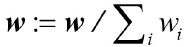 w := w / ∑ᵢ wᵢ